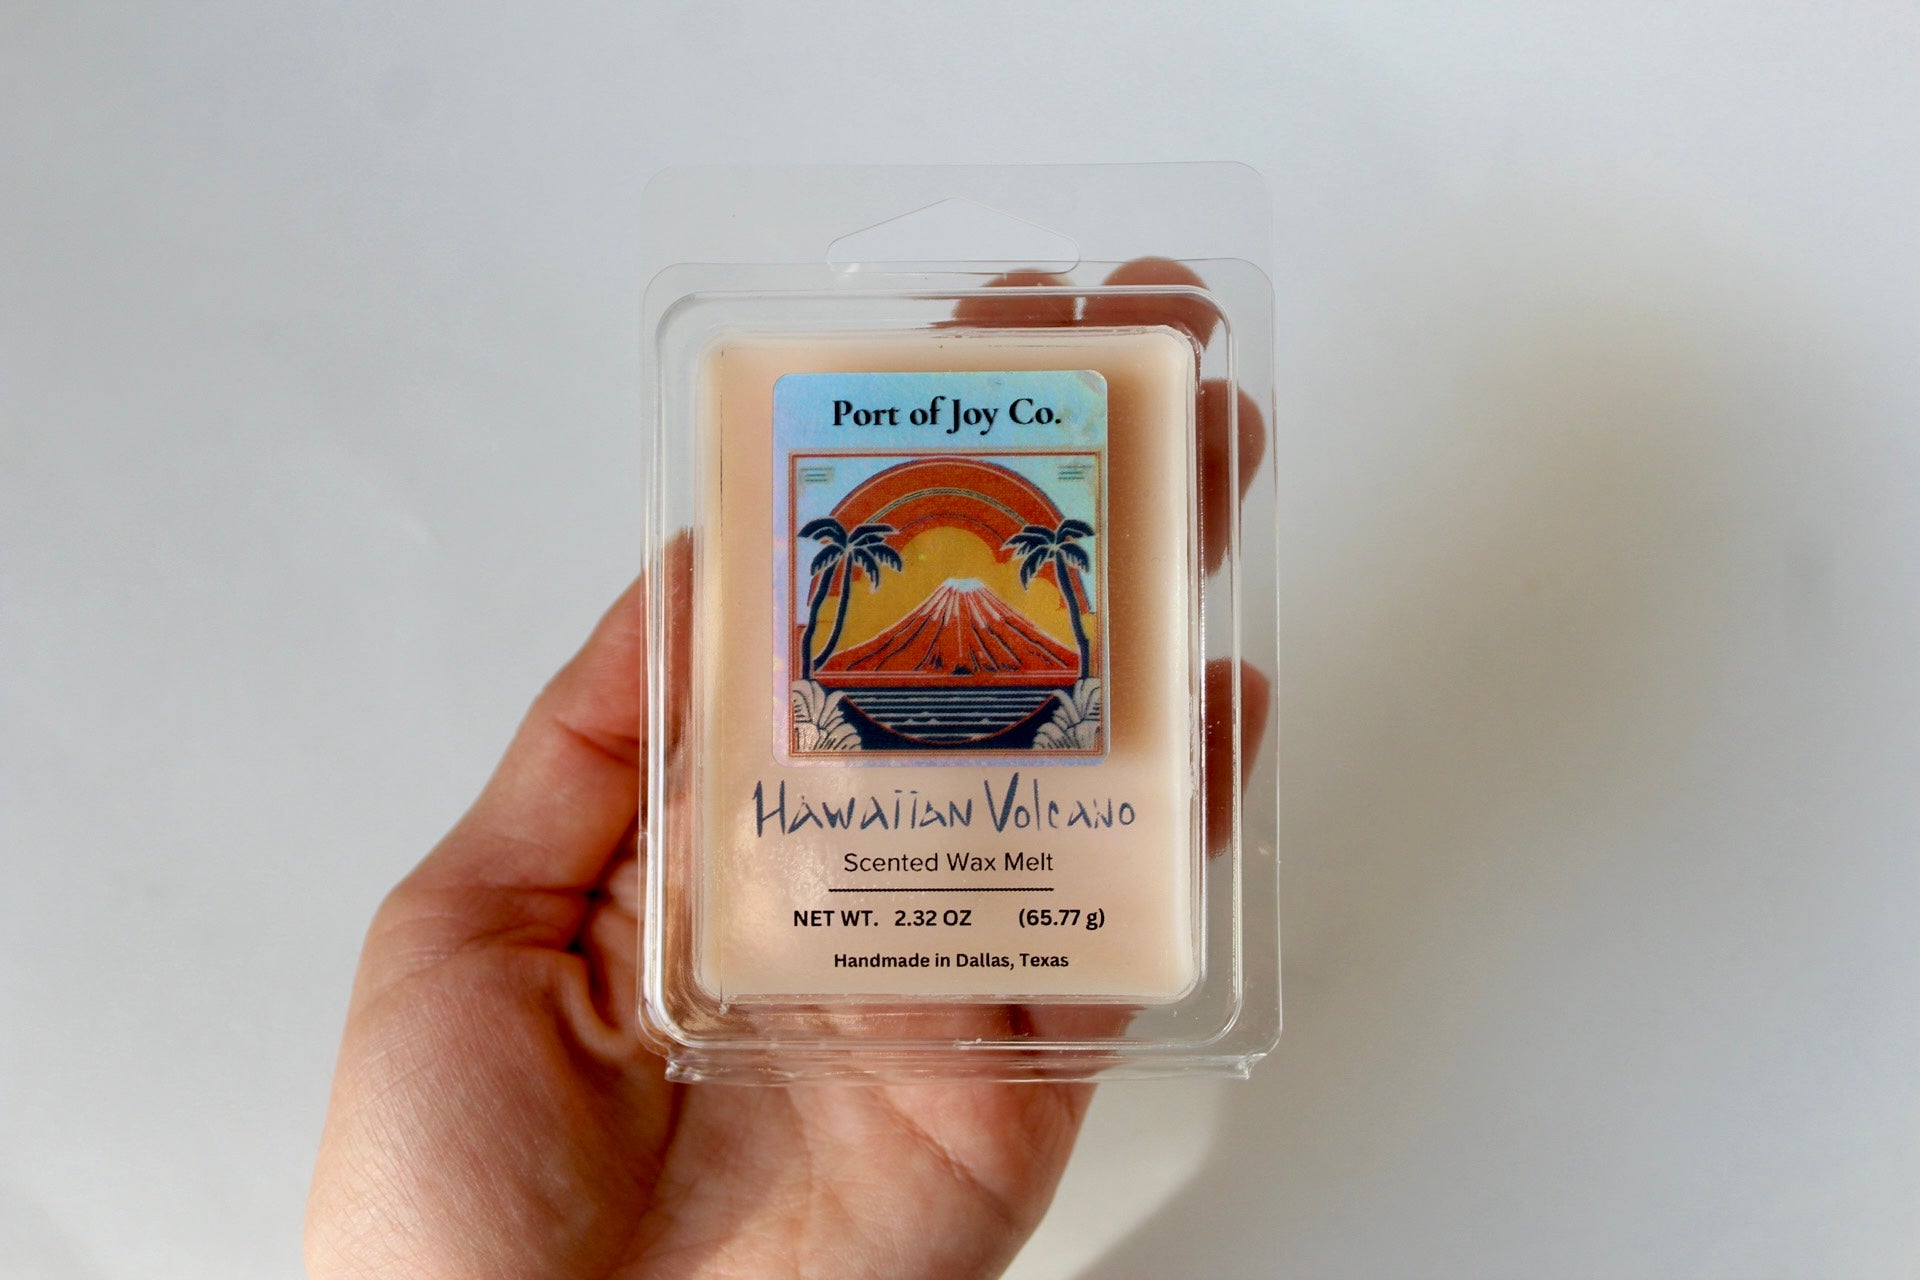 Port of Joy Co.
Hawaiian Volcano
Scented Wax Melt
NET WT. 2.32 OZ (65.77 g)
Handmade in Dallas, Texas